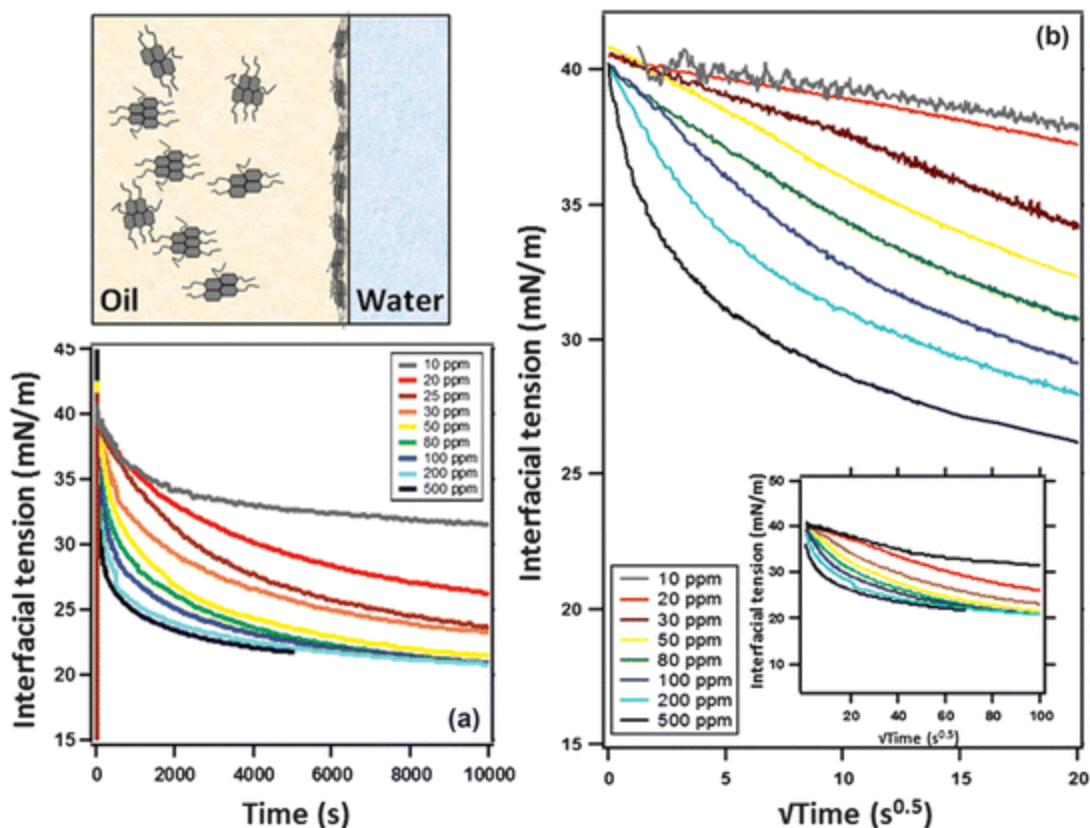 Oil
Water
Interfacial tension (mN/m)
45
40
35
30
25
20
15
10 ppm
20 ppm
25 ppm
30 ppm
50 ppm
80 ppm
100 ppm
200 ppm
500 ppm
(a)
0
2000
4000
6000
8000
10000
Time (s)
(b)
Interfacial tension (mN/m)
40
35
30
25
20
15
10 ppm
20 ppm
30 ppm
50 ppm
80 ppm
100 ppm
200 ppm
500 ppm
Interfacial tension (mN/m)
50
40
30
20
10
20
40
60
80
100
√Time (s^0.5)
0
5
10
15
20
√Time (s^0.5)